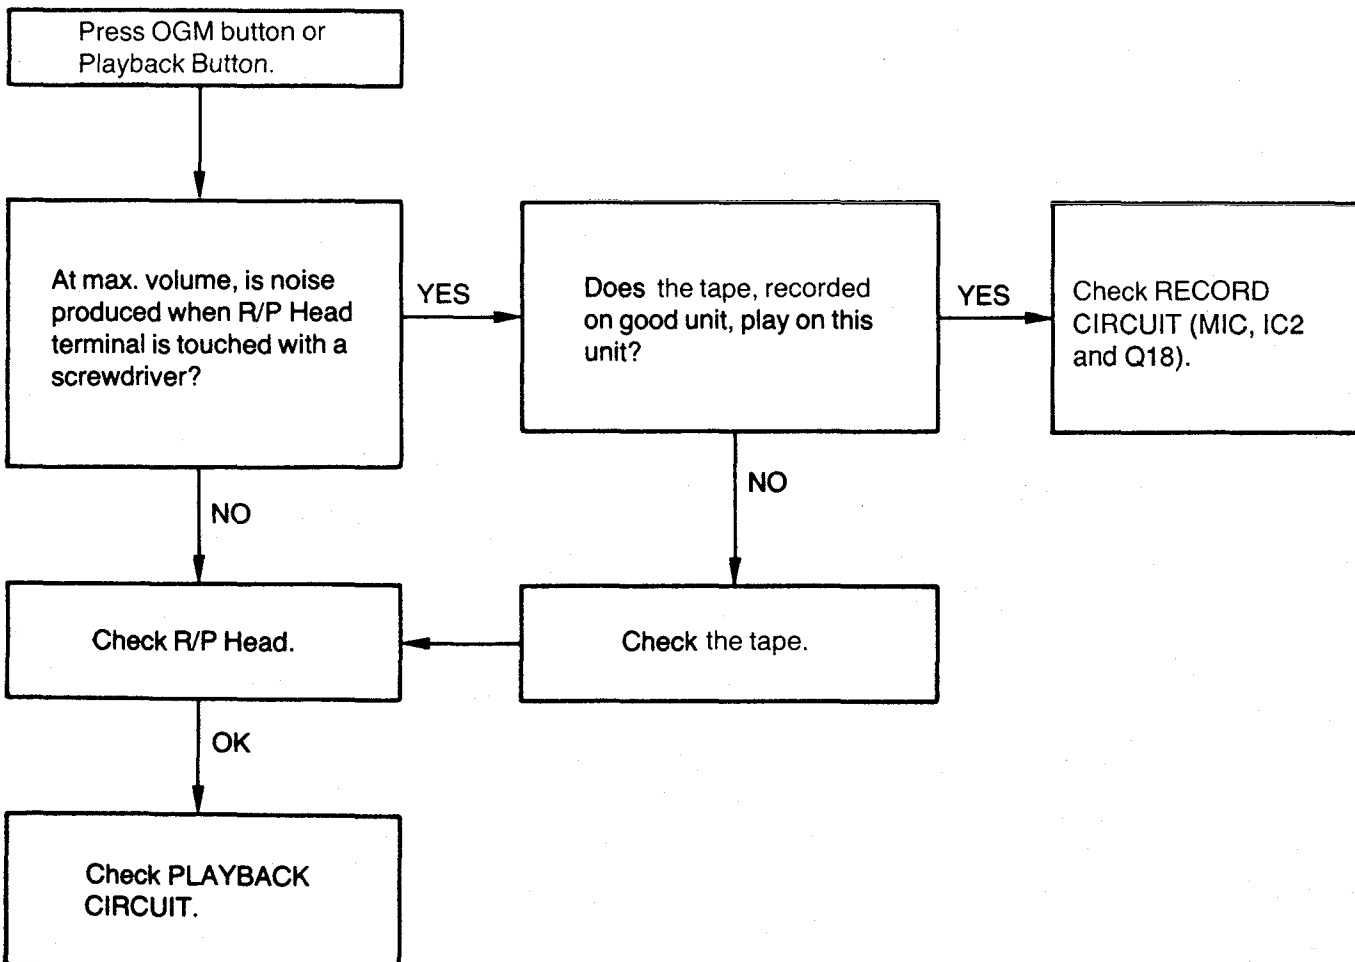 Press OGM button or
Playback Button.
At max. volume, is noise
produced when R/P Head
terminal is touched with a
screwdriver?
YES
Does the tape, recorded
on good unit, play on this
unit?
YES
Check RECORD
CIRCUIT (MIC, IC2
and Q18).
NO
NO
Check R/P Head.
Check the tape.
OK
Check PLAYBACK
CIRCUIT.